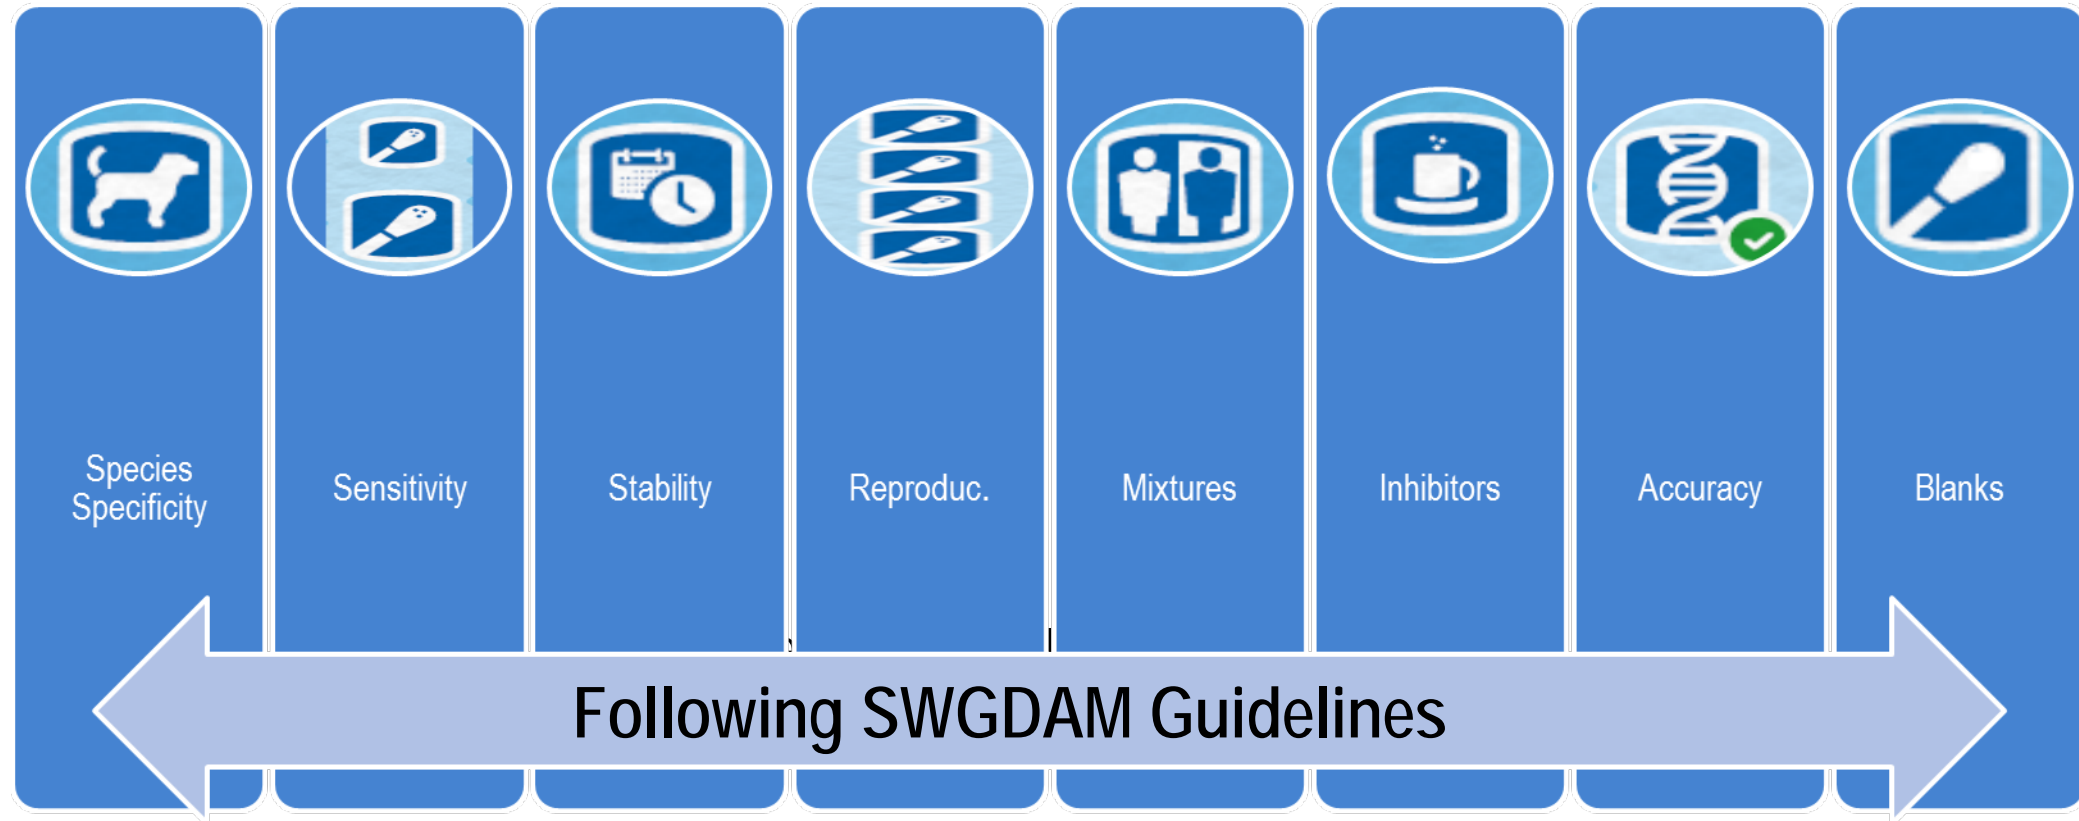 Species
Specificity
Sensitivity
Stability
Reproduc.
Mixtures
Inhibitors
Accuracy
Blanks
Following SWGDAM Guidelines